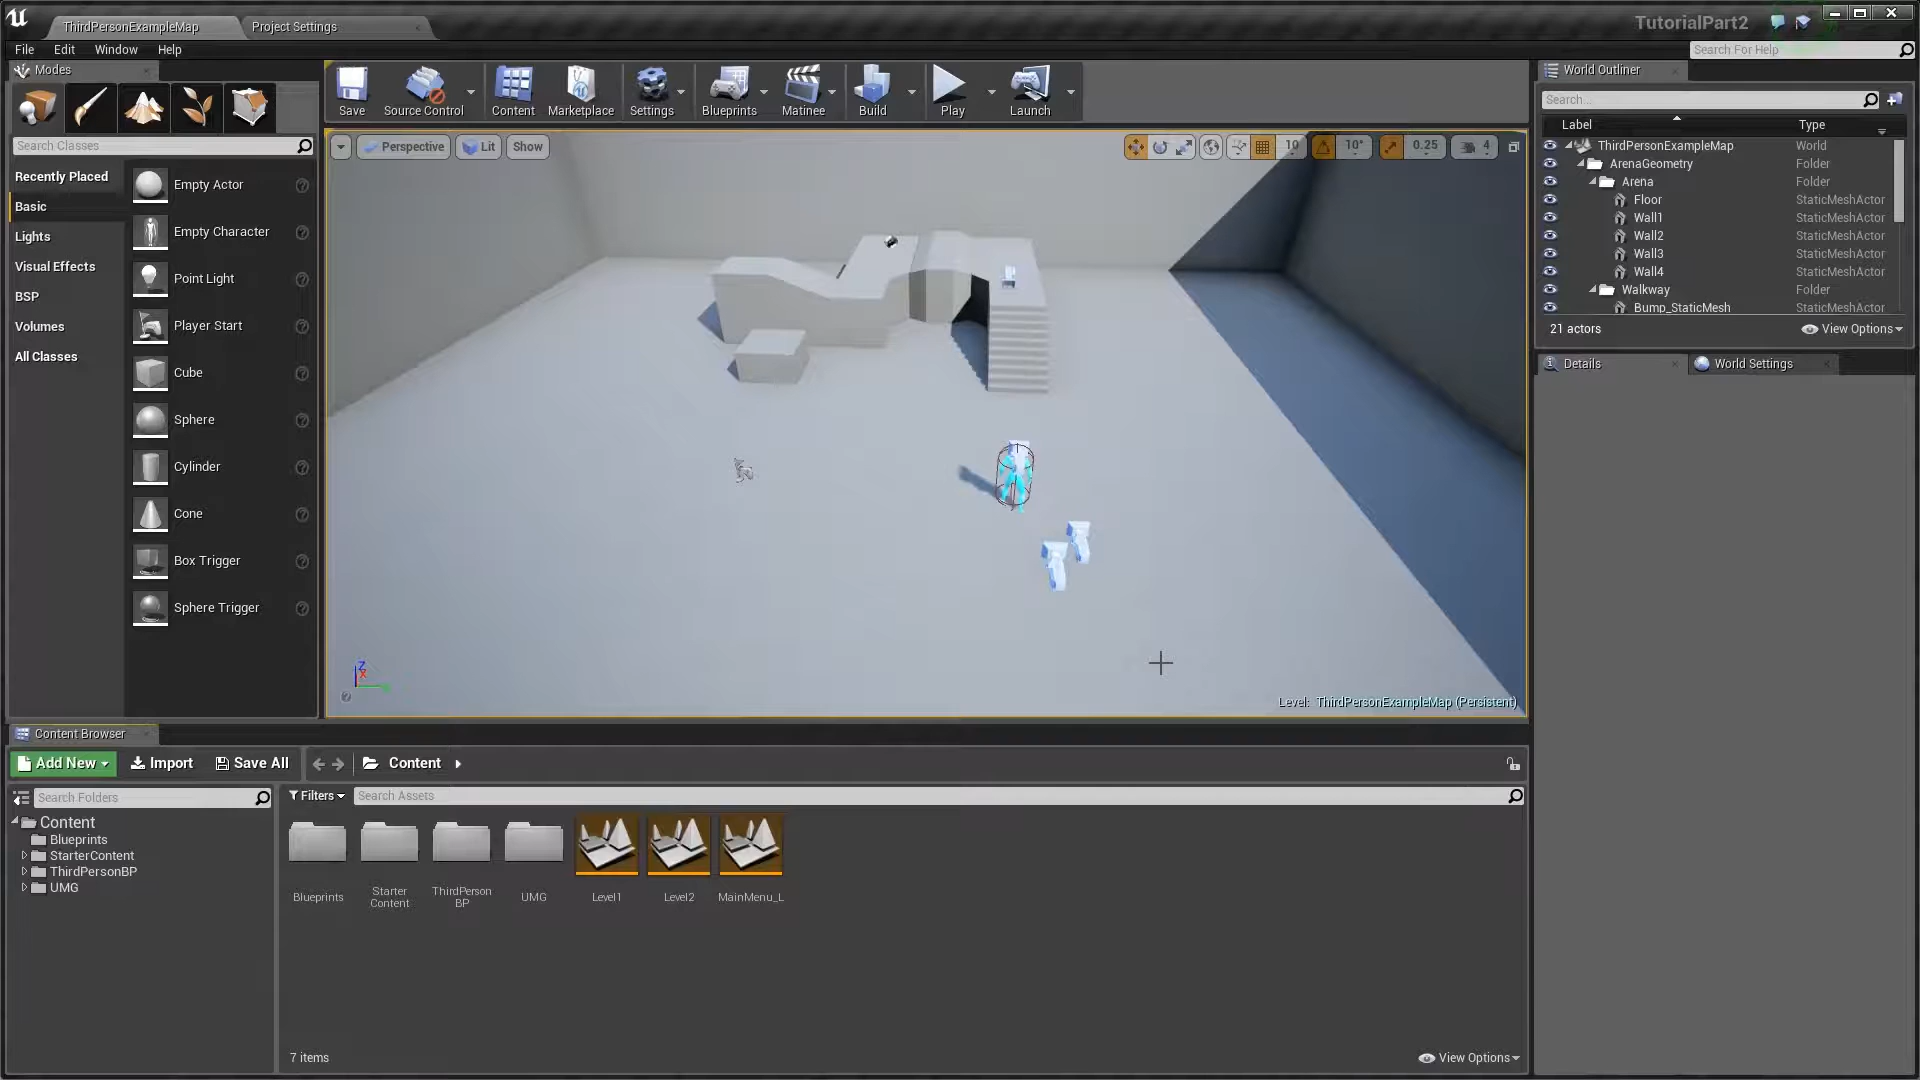 ThirdPersonExampleMap
Project Settings
TutorialPart2
File Edit Window Help
Search For Help
Modes
Search Classes
Recently Placed
Basic
Lights
Visual Effects
BSP
Volumes
All Classes
Empty Actor
Empty Character
Point Light
Player Start
Cube
Sphere
Cylinder
Cone
Box Trigger
Sphere Trigger
Save
Source Control
Content
Marketplace
Settings
Blueprints
Matinee
Build
Play
Launch
Perspective
Lit
Show
10
10°
0.25
4
Z
X
Level: ThirdPersonExampleMap (Persistent)
World Outliner
Search...
Label Type
ThirdPersonExampleMap World
ArenaGeometry Folder
Arena Folder
Floor StaticMeshActor
Wall1 StaticMeshActor
Wall2 StaticMeshActor
Wall3 StaticMeshActor
Wall4 StaticMeshActor
Walkway Folder
Bump_StaticMesh StaticMeshActor
21 actors
View Options
Details
World Settings
Content Browser
Add New
Import
Save All
Content
Search Folders
Content
Blueprints
StarterContent
ThirdPersonBP
UMG
Filters
Search Assets
Blueprints
Starter
Content
ThirdPerson
BP
UMG
Level1
Level2
MainMenu_L
7 items
View Options